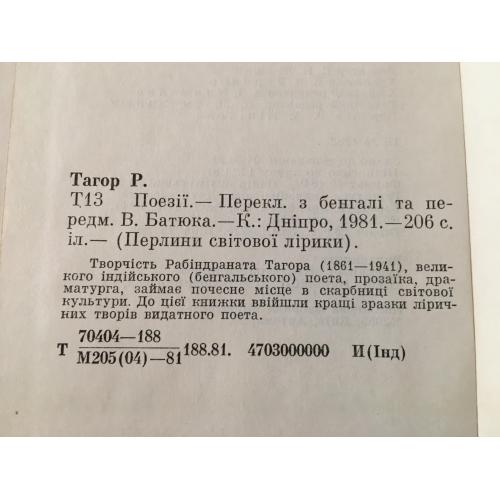 Тагор Р.
Т13 Поезії.— Перекл. з бенгалі та пе-
редм. В. Батюка.—К.: Дніпро, 1981.—206 с.
іл.— (Перлини світової лірики).
Творчість Рабіндраната Тагора (1861—1941), вели-
кого індійського (бенгальського) поета, прозаїка, дра-
матурга, займає почесне місце в скарбниці світової
культури. До цієї книжки ввійшли кращі зразки лірич-
них творів видатного поета.
70404—188
Т ———— 188.81. 4703000000 И(Інд)
М205(04)—81